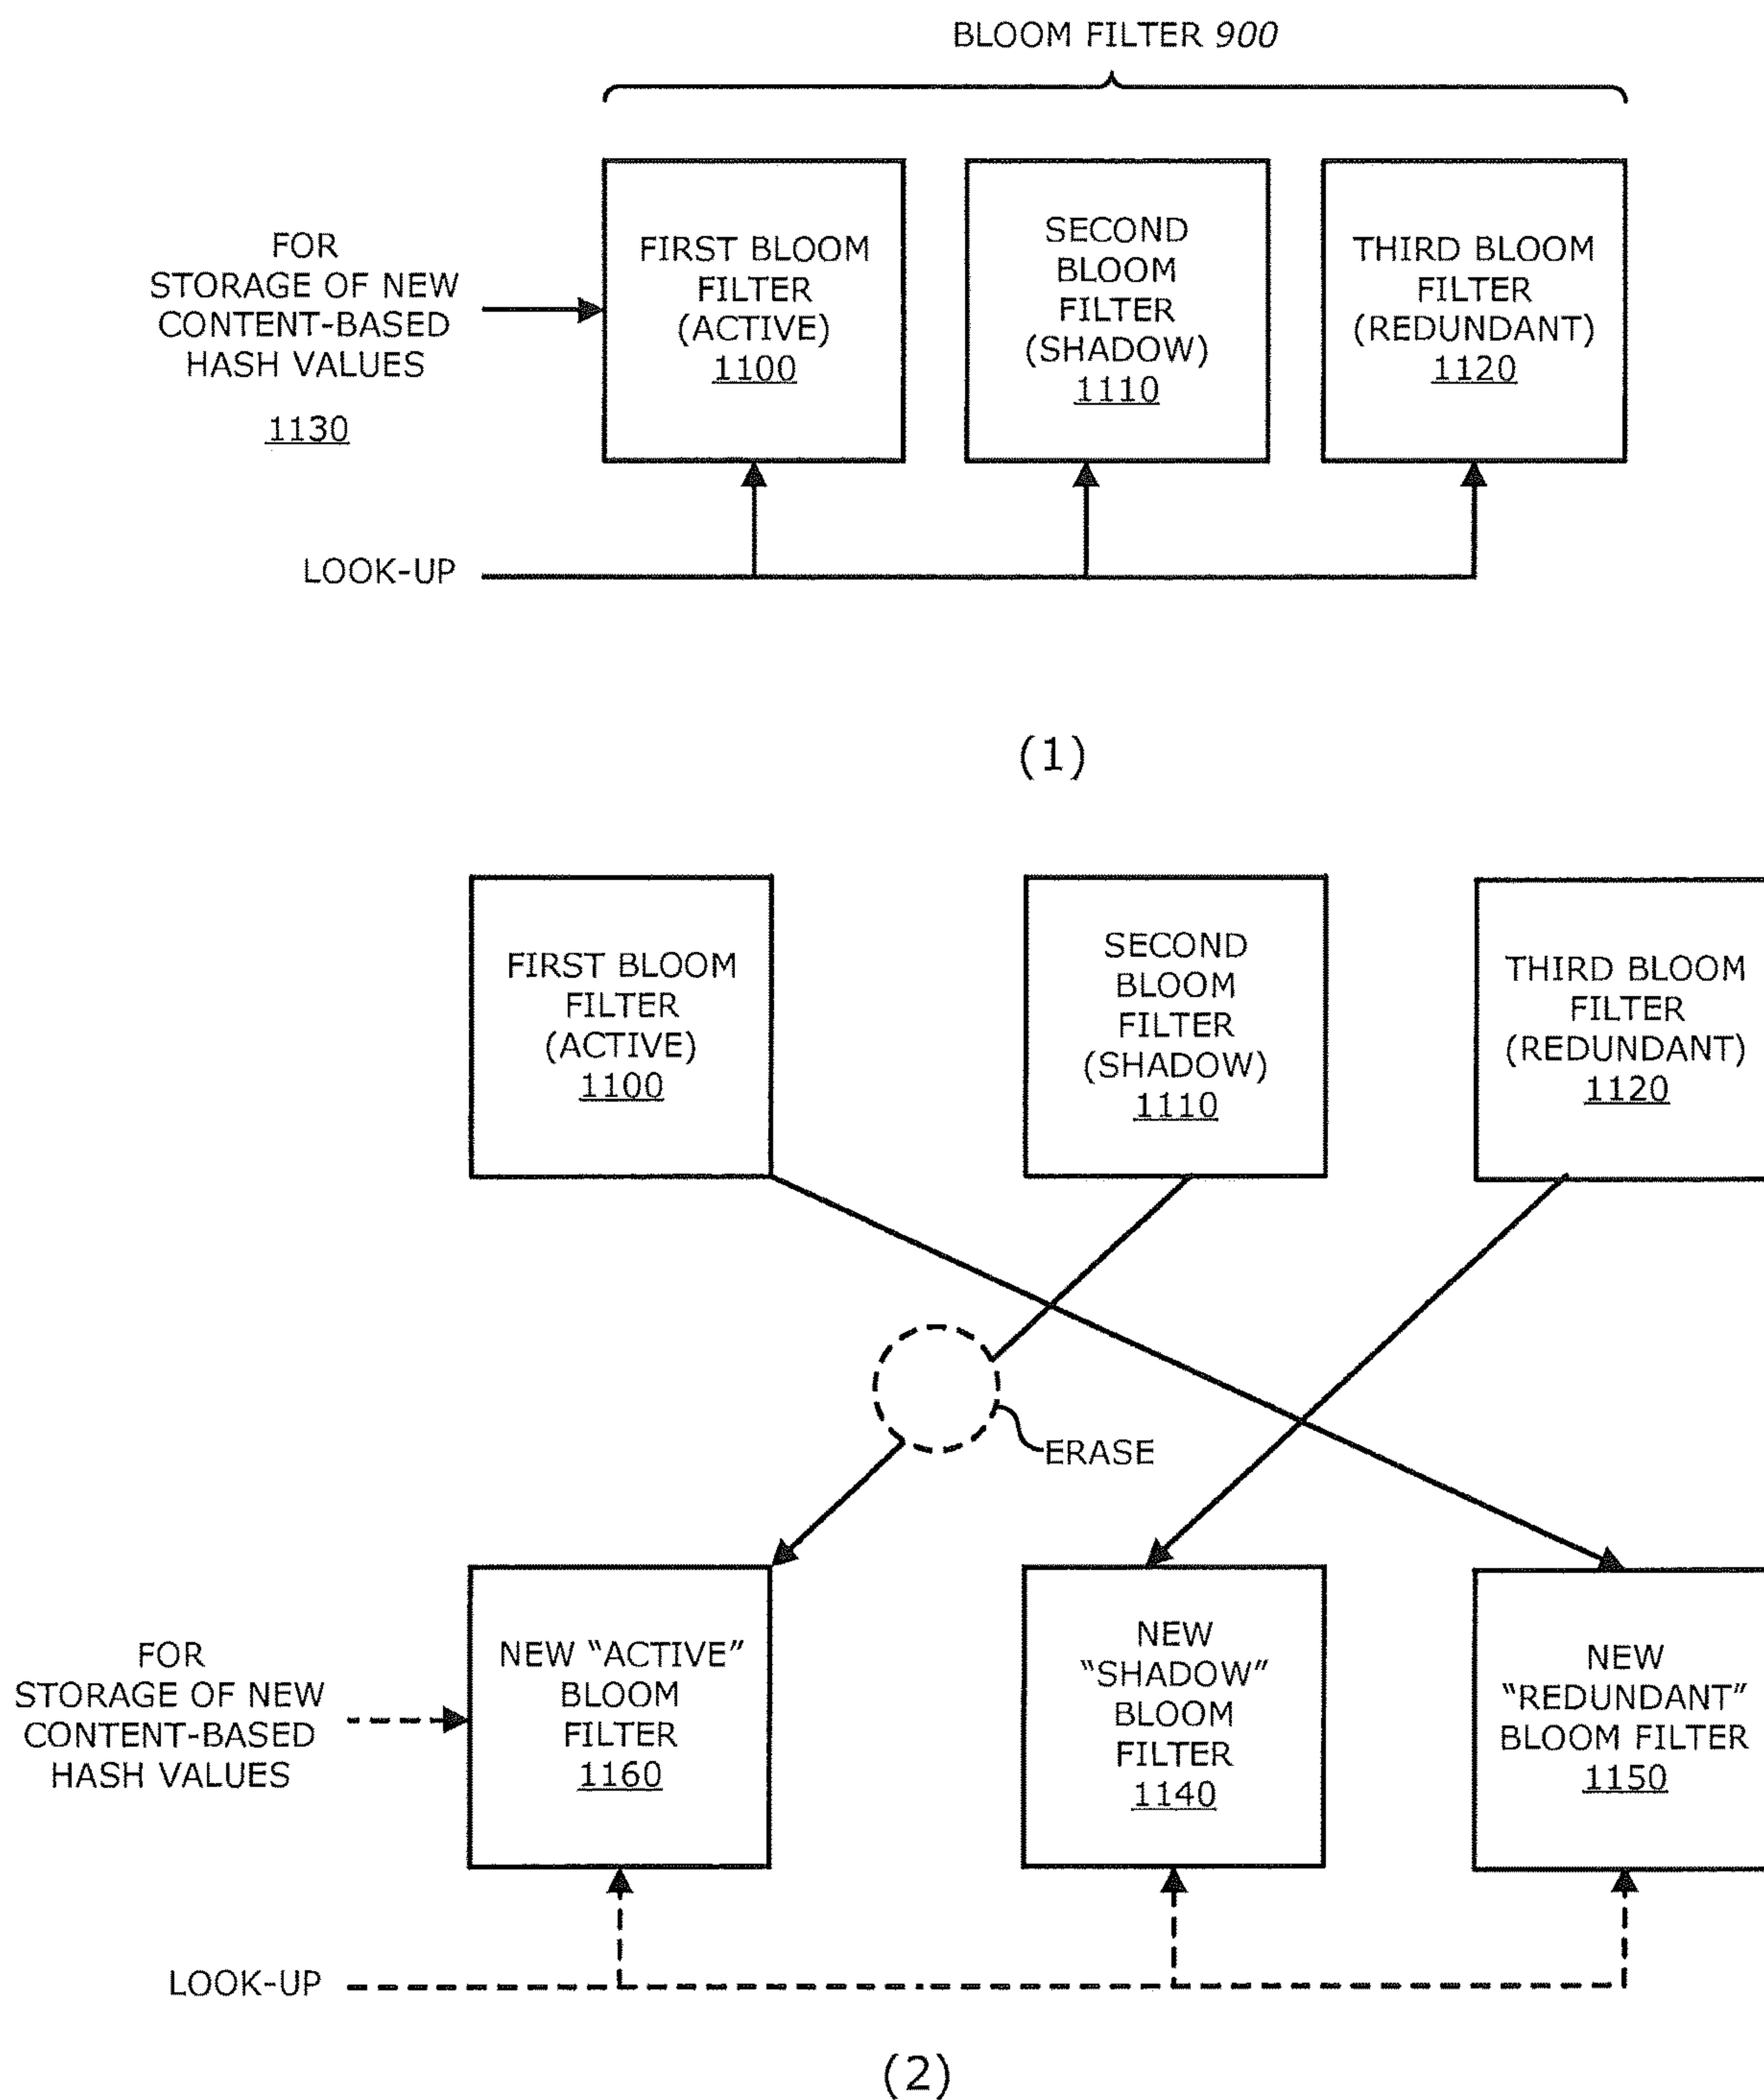 BLOOM FILTER 900
FOR
STORAGE OF NEW
CONTENT-BASED
HASH VALUES
1130
FIRST BLOOM
FILTER
(ACTIVE)
1100
SECOND
BLOOM
FILTER
(SHADOW)
1110
THIRD BLOOM
FILTER
(REDUNDANT)
1120
LOOK-UP
(1)
FIRST BLOOM
FILTER
(ACTIVE)
1100
SECOND
BLOOM
FILTER
(SHADOW)
1110
THIRD BLOOM
FILTER
(REDUNDANT)
1120
ERASE
FOR
STORAGE OF NEW
CONTENT-BASED
HASH VALUES
NEW “ACTIVE”
BLOOM
FILTER
1160
NEW
“SHADOW”
BLOOM
FILTER
1140
NEW
“REDUNDANT”
BLOOM FILTER
1150
LOOK-UP
(2)